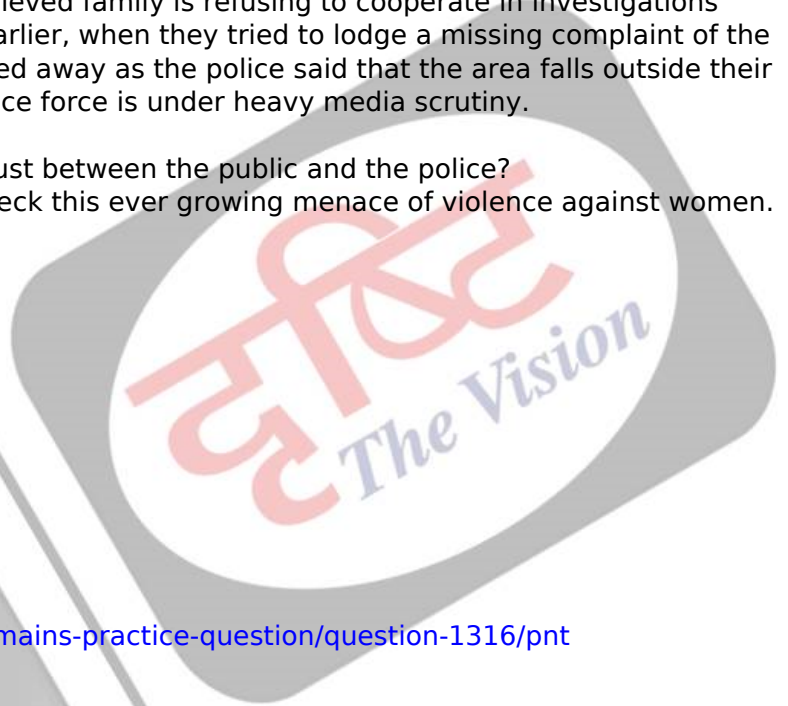 ieved family is refusing to cooperate in investigations
arlier, when they tried to lodge a missing complaint of the
ed away as the police said that the area falls outside their
ce force is under heavy media scrutiny.
ust between the public and the police?
eck this ever growing menace of violence against women.
दृष्टि
The Vision
mains-practice-question/question-1316/pnt